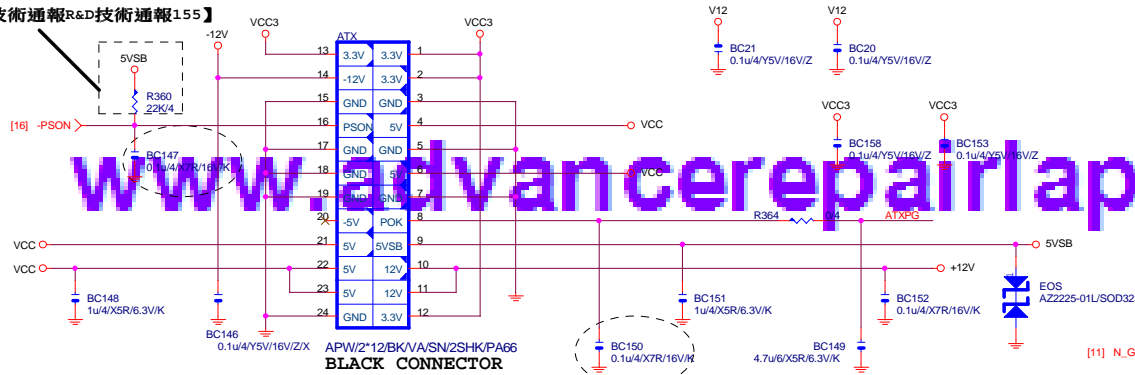 技術通報R&D技術通報155】
5VSB
R360
22K/4
[16] -PSON
BC147
0.1u/4/X7R/16V/K
-12V
VCC3
ATX
VCC3
13 3.3V 3.3V 1
14 -12V 3.3V 2
15 GND GND 3
16 PSON 5V 4
17 GND GND 5
18 GND 5V 6
19 GND GND 7
20 -5V POK 8
21 5V 5VSB 9
22 5V 12V 10
23 5V 12V 11
24 GND 3.3V 12
APW/2*12/BK/VA/SN/2SHK/PA66
BLACK CONNECTOR
VCC
VCC
VCC
VCC
BC148
1u/4/X5R/6.3V/K
BC146
0.1u/4/Y5V/16V/Z/X
V12
BC21
0.1u/4/Y5V/16V/Z
V12
BC20
0.1u/4/Y5V/16V/Z
VCC3
BC158
0.1u/4/Y5V/16V/Z
VCC3
BC153
0.1u/4/Y5V/16V/Z
www.advancerepairlap
R364
0/4
ATXPG
5VSB
+12V
BC151
1u/4/X5R/6.3V/K
BC152
0.1u/4/X7R/16V/K
EOS
AZ2225-01L/SOD32
BC150
0.1u/4/X7R/16V/K
BC149
4.7u/6/X5R/6.3V/K
[11] N_G